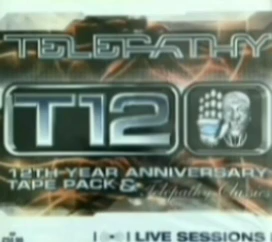 TELEPATHY
T12
12TH YEAR ANNIVERSARY
TAPE PACK & Telepathy Classics
LIVE SESSIONS